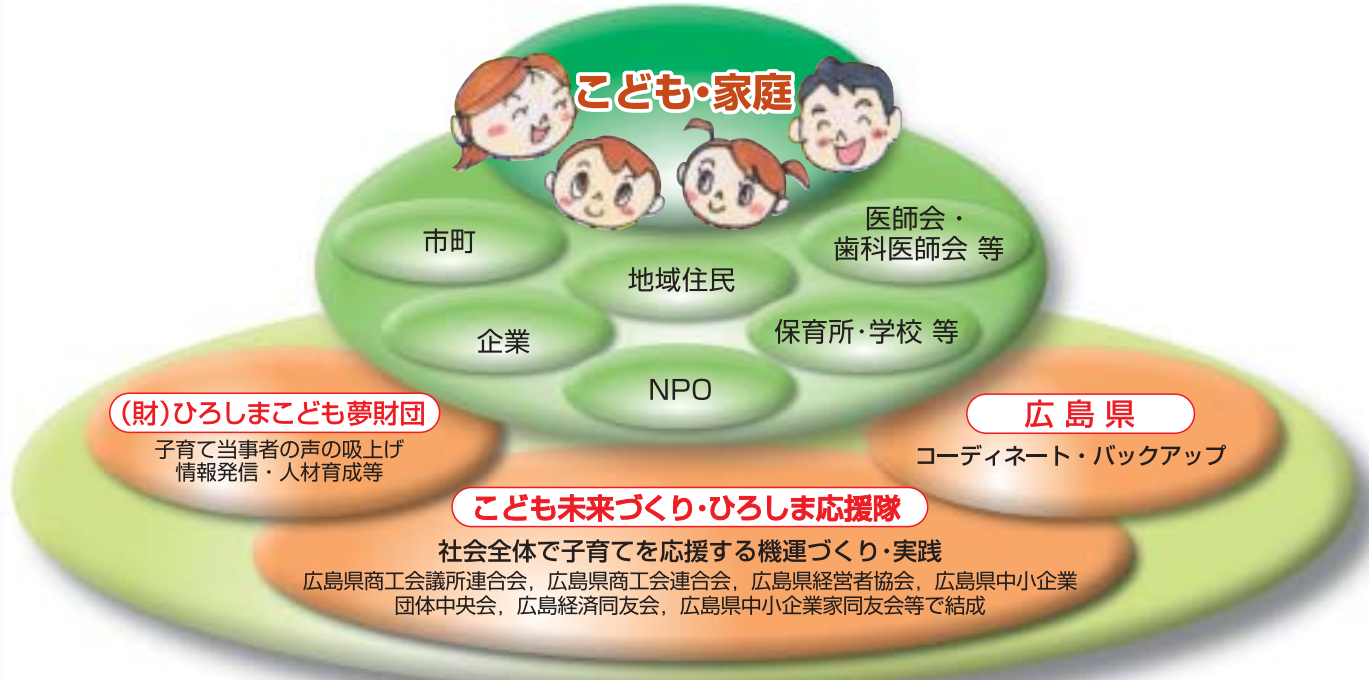 こども・家庭
市町
医師会・
歯科医師会 等
地域住民
企業
保育所・学校 等
NPO
(財)ひろしまこども夢財団
子育て当事者の声の吸上げ
情報発信・人材育成等
広島県
コーディネート・バックアップ
こども未来づくり・ひろしま応援隊
社会全体で子育てを応援する機運づくり・実践
広島県商工会議所連合会，広島県商工会連合会，広島県経営者協会，広島県中小企業
団体中央会，広島経済同友会，広島県中小企業家同友会等で結成